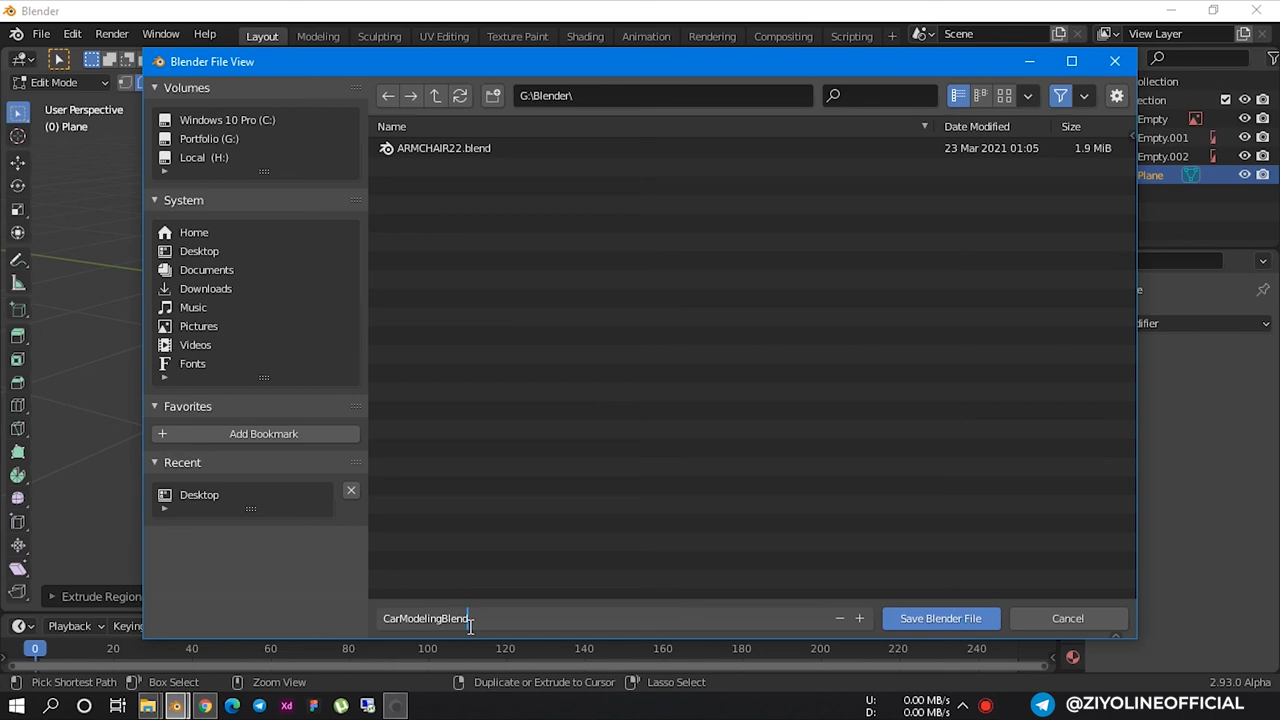 Blender
File Edit Render Window Help Layout Modeling Sculpting UV Editing Texture Paint Shading Animation Rendering Compositing Scripting Scene View Layer
Blender File View
Edit Mode
User Perspective
(0) Plane
Volumes
Windows 10 Pro (C:)
Portfolio (G:)
Local (H:)
System
Home
Desktop
Documents
Downloads
Music
Pictures
Videos
Fonts
Favorites
Add Bookmark
Recent
Desktop
G:\Blender\
Name Date Modified Size
ARMCHAIR22.blend 23 Mar 2021 01:05 1.9 MiB
CarModelingBlend
Save Blender File Cancel
ollection
ection
Empty
Empty.001
Empty.002
Plane
e
ifier
Extrude Region
Playback Keying
0 20 40 60 80 100 120 140 160 180 200 220 240
Pick Shortest Path Box Select Zoom View Duplicate or Extrude to Cursor Lasso Select 2.93.0 Alpha
U: 0.00 MB/s
D: 0.00 MB/s
@ZIYOLINEOFFICIAL